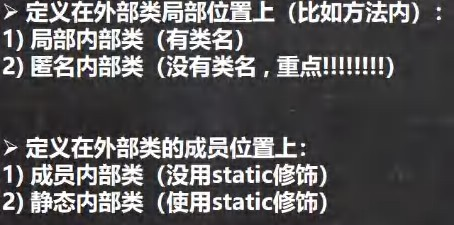 ➢ 定义在外部类局部位置上（比如方法内）：
1) 局部内部类（有类名）
2) 匿名内部类（没有类名，重点!!!!!!!!）
➢ 定义在外部类的成员位置上：
1) 成员内部类（没用static修饰）
2) 静态内部类（使用static修饰）